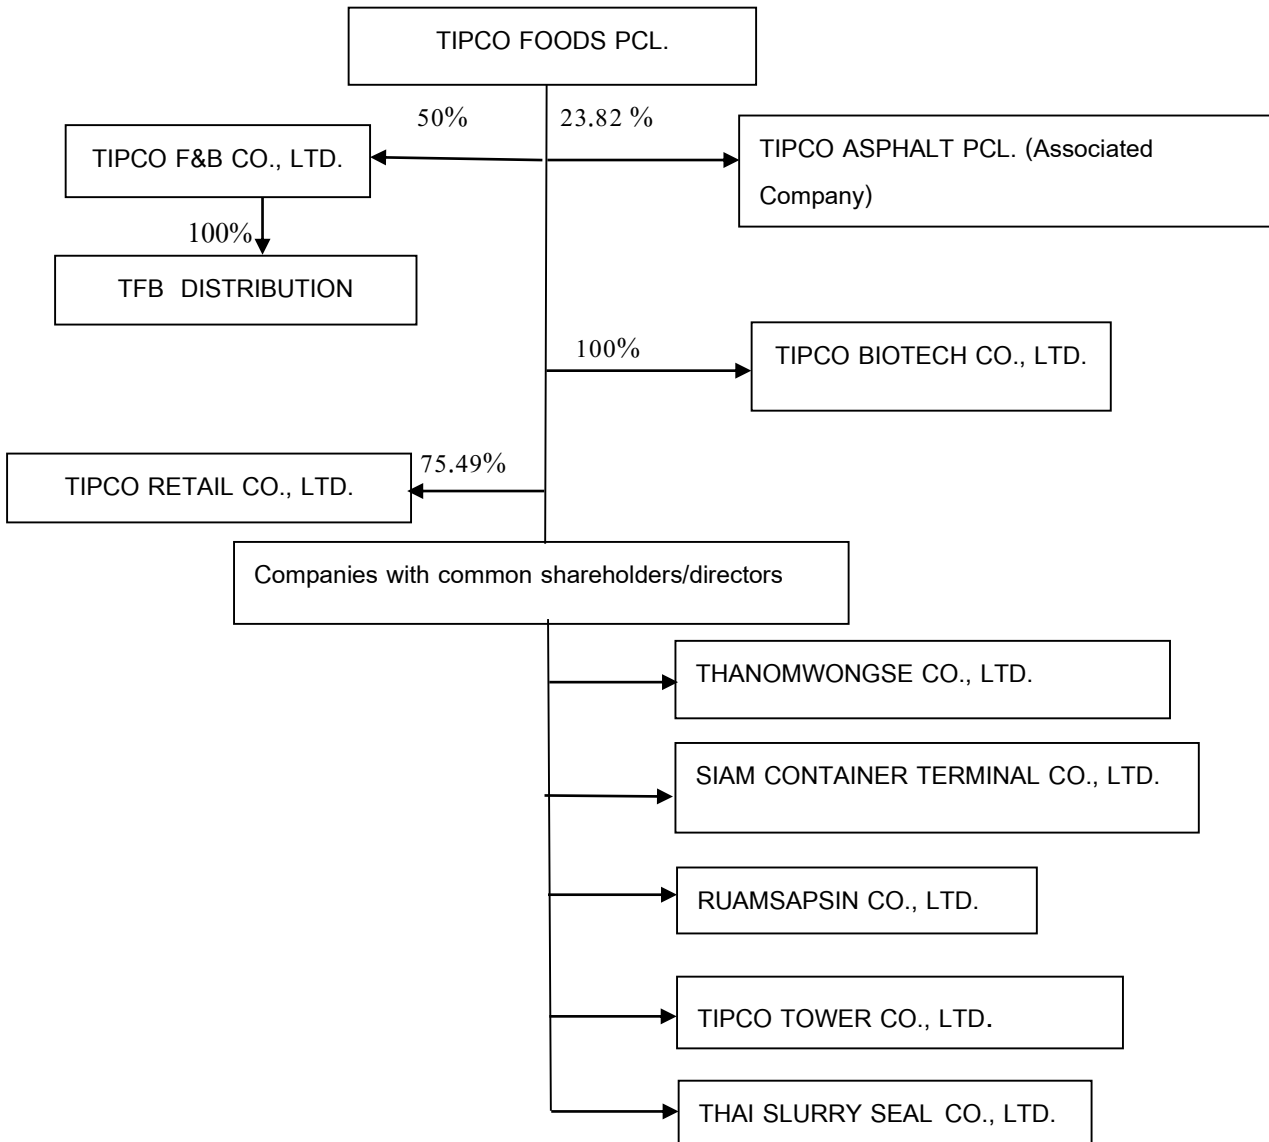 TIPCO FOODS PCL.
50%
23.82 %
TIPCO F&B CO., LTD.
TIPCO ASPHALT PCL. (Associated
Company)
100%
TFB DISTRIBUTION
100%
TIPCO BIOTECH CO., LTD.
75.49%
TIPCO RETAIL CO., LTD.
Companies with common shareholders/directors
THANOMWONGSE CO., LTD.
SIAM CONTAINER TERMINAL CO., LTD.
RUAMSAPSIN CO., LTD.
TIPCO TOWER CO., LTD.
THAI SLURRY SEAL CO., LTD.